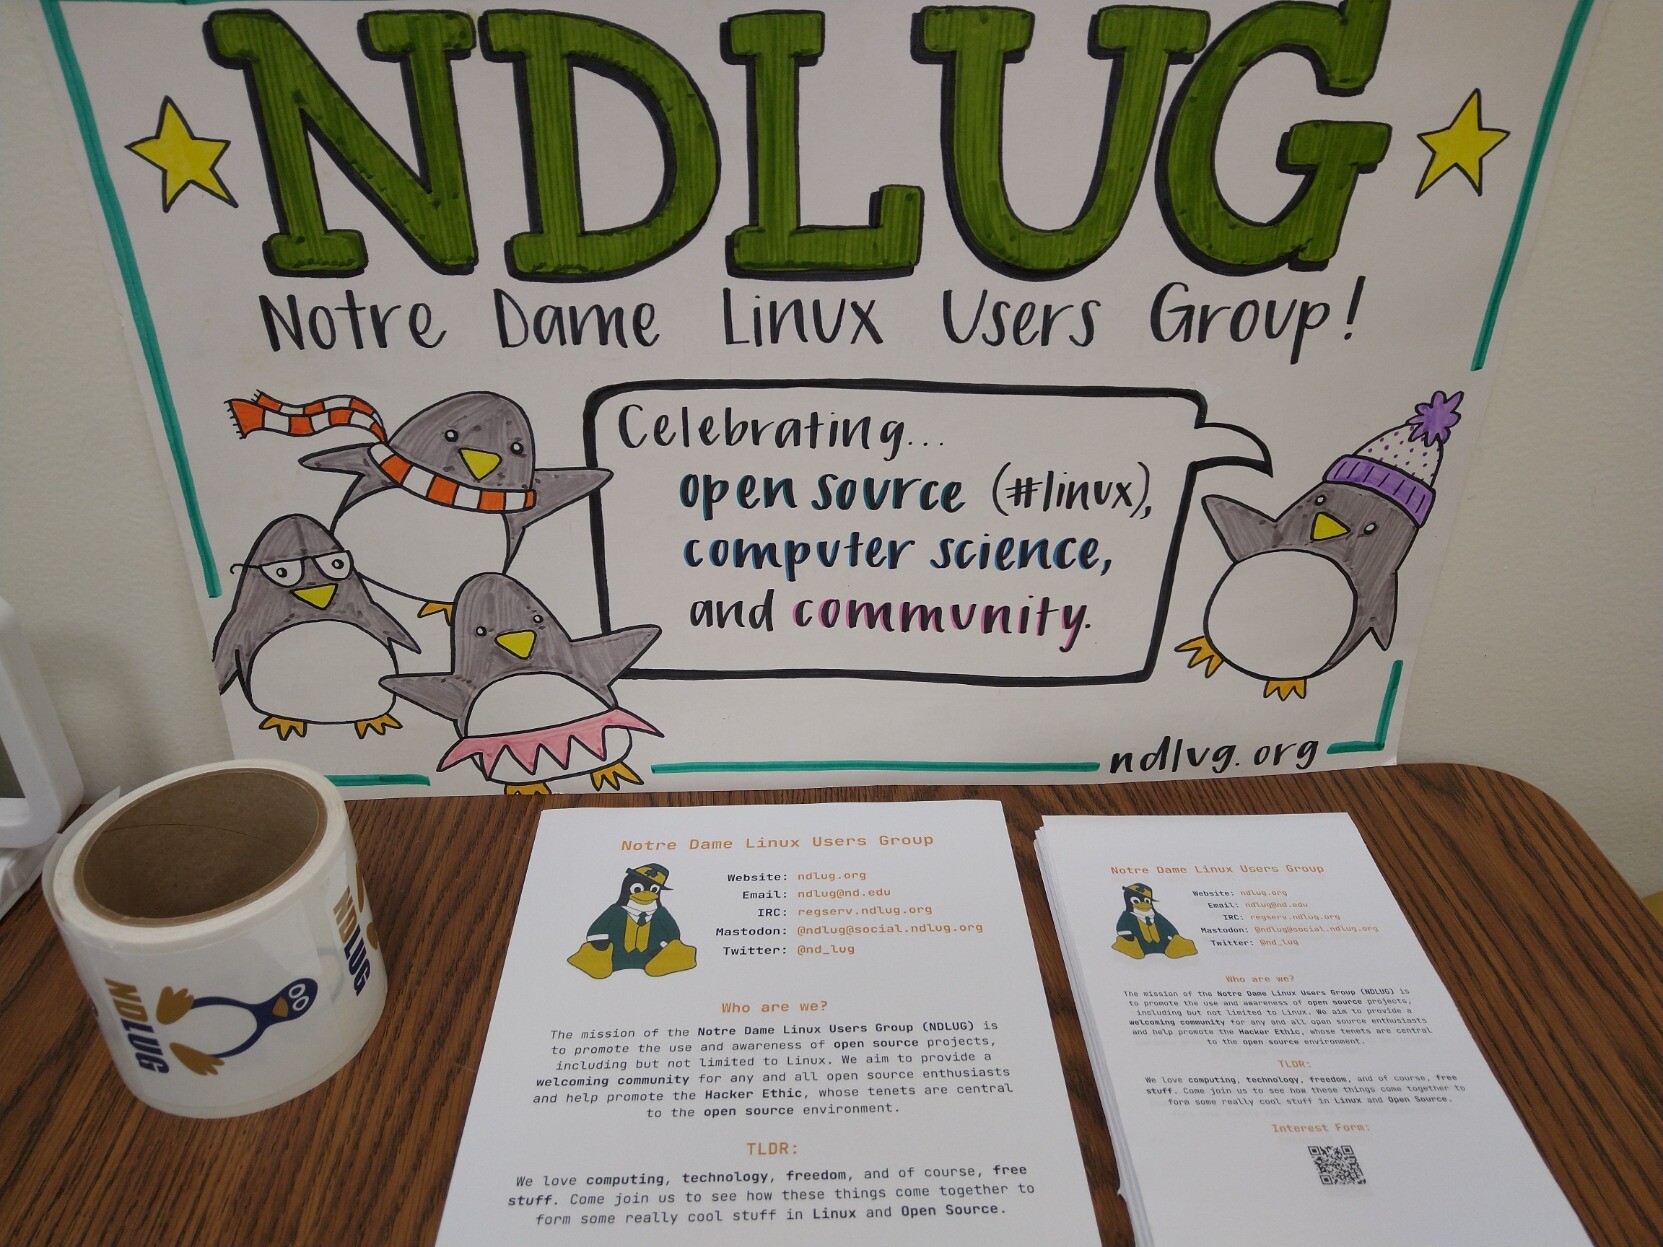 NDLUG
Notre Dame Linux Users Group!
Celebrating...
open source (#linux),
computer science,
and community.
ndlug.org
NDLUG
NDLUG
Notre Dame Linux Users Group
Website: ndlug.org
Email: ndlug@nd.edu
IRC: regserv.ndlug.org
Mastodon: @ndlug@social.ndlug.org
Twitter: @nd_lug
Who are we?
The mission of the Notre Dame Linux Users Group (NDLUG) is
to promote the use and awareness of open source projects,
including but not limited to Linux. We aim to provide a
welcoming community for any and all open source enthusiasts
and help promote the Hacker Ethic, whose tenets are central
to the open source environment.
TLDR:
We love computing, technology, freedom, and of course, free
stuff. Come join us to see how these things come together to
form some really cool stuff in Linux and Open Source.
Notre Dame Linux Users Group
Website: ndlug.org
Email: ndlug@nd.edu
IRC: regserv.ndlug.org
Mastodon: @ndlug@social.ndlug.org
Twitter: @nd_lug
Who are we?
The mission of the Notre Dame Linux Users Group (NDLUG) is
to promote the use and awareness of open source projects,
including but not limited to Linux. We aim to provide a
welcoming community for any and all open source enthusiasts
and help promote the Hacker Ethic, whose tenets are central
to the open source environment.
TLDR:
We love computing, technology, freedom, and of course, free
stuff. Come join us to see how these things come together to
form some really cool stuff in Linux and Open Source.
Interest Form: